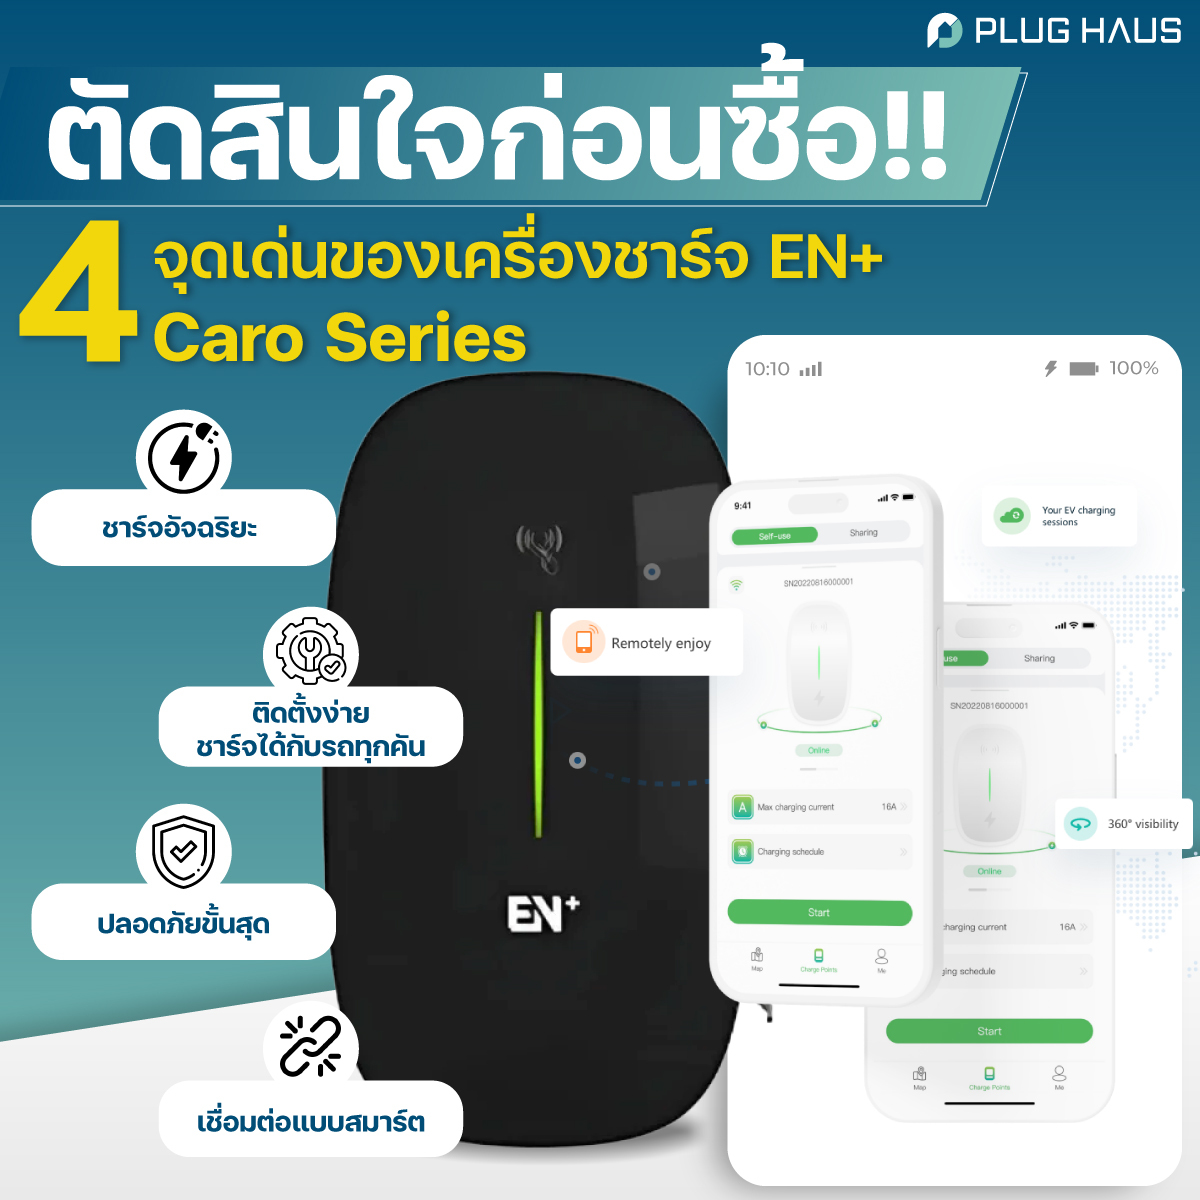 PLUG HAUS
ตัดสินใจก่อนซื้อ!!
4 จุดเด่นของเครื่องชาร์จ EN+
Caro Series
ชาร์จอัจฉริยะ
ติดตั้งง่าย
ชาร์จได้กับรถทุกคัน
ปลอดภัยขั้นสุด
เชื่อมต่อแบบสมาร์ต
EN+
10:10
100%
Your EV charging
sessions
Remotely enjoy
360° visibility
9:41
Self-use
Sharing
SN20220816000001
Online
Max charging current 16A
Charging schedule
Start
Map
Charge Points
Me
use
Sharing
SN20220816000001
Online
charging current 16A
ging schedule
Start
Map
Charge Points
Me